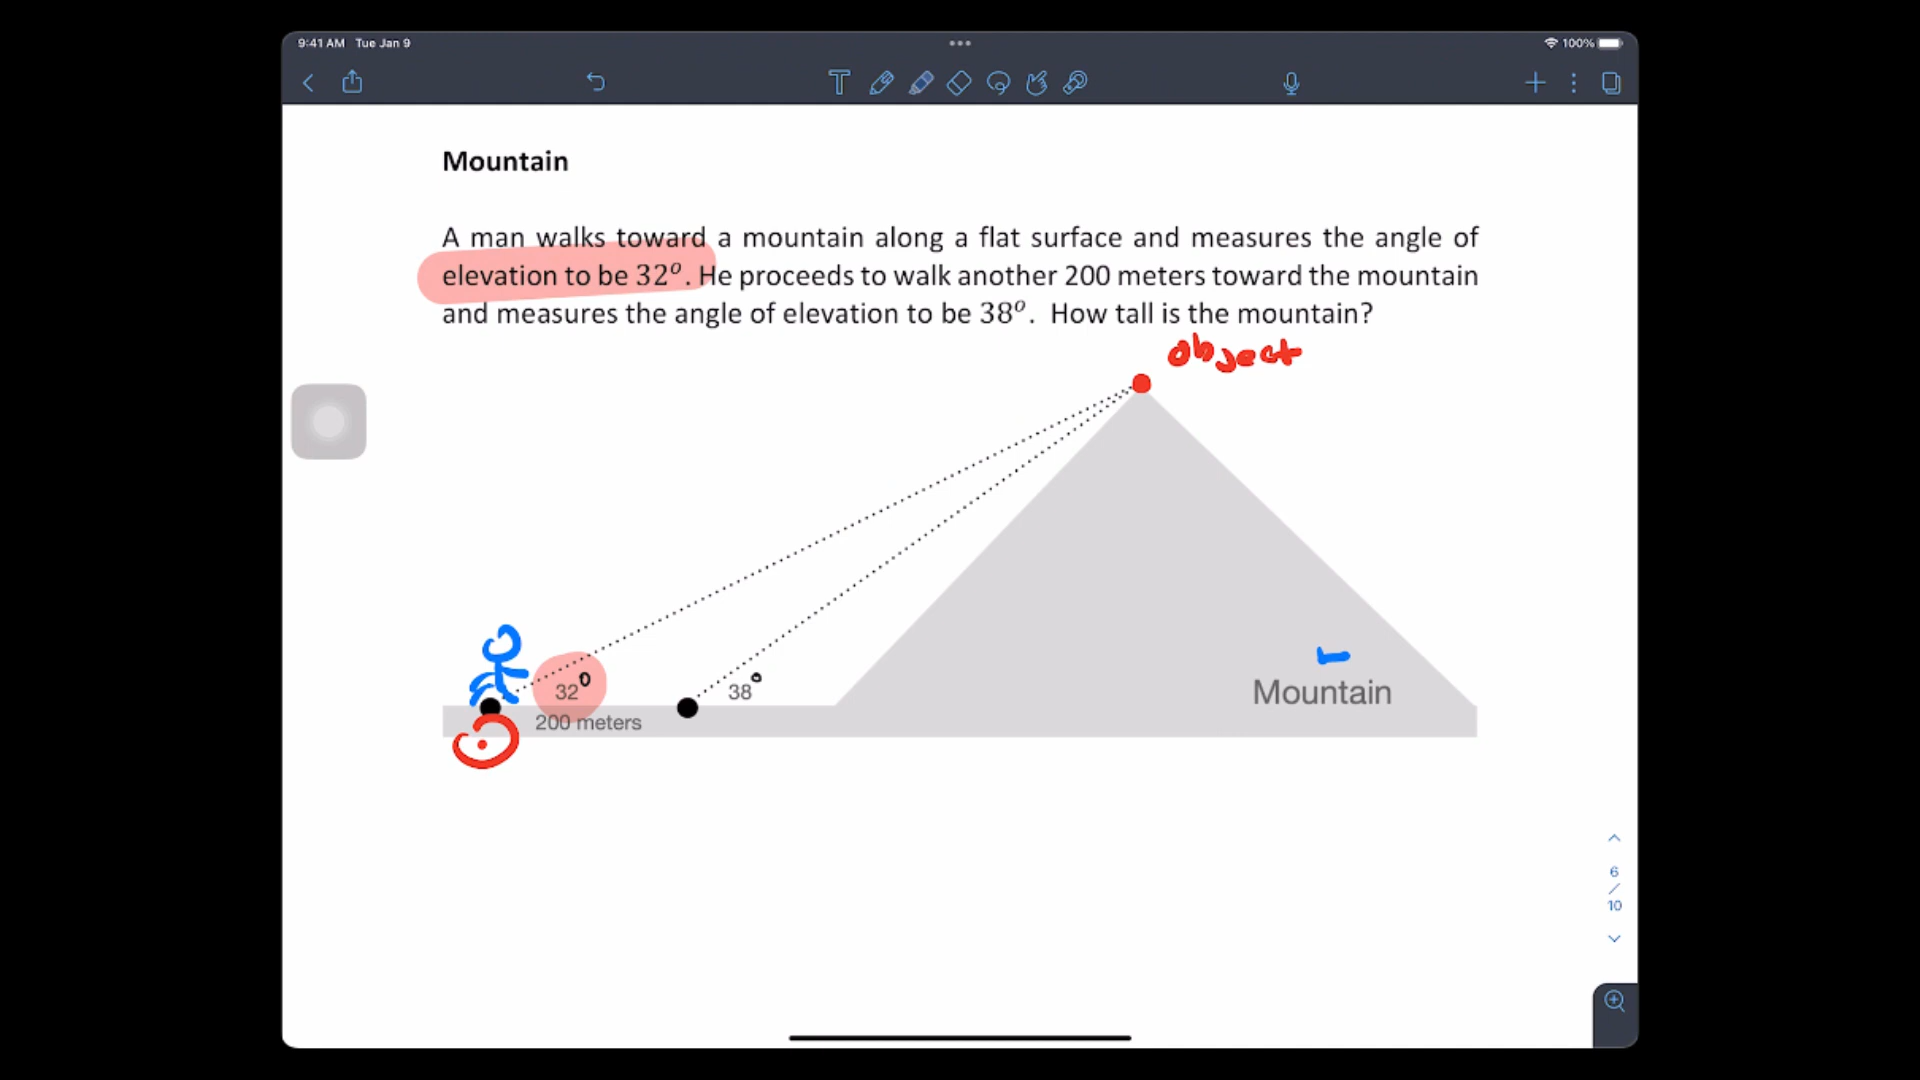 9:41 AM Tue Jan 9
100%
Mountain
A man walks toward a mountain along a flat surface and measures the angle of
elevation to be 32°. He proceeds to walk another 200 meters toward the mountain
and measures the angle of elevation to be 38°. How tall is the mountain?
object
32°
38°
Mountain
200 meters
6
/
10